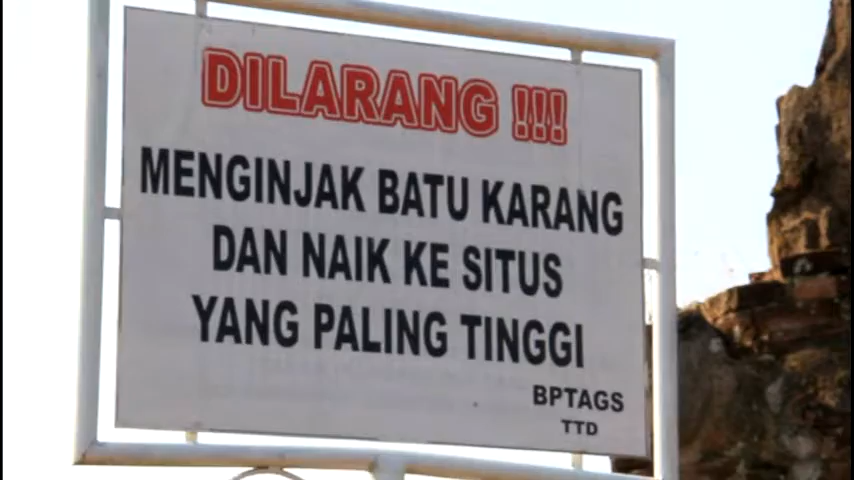 DILARANG !!!
MENGINJAK BATU KARANG
DAN NAIK KE SITUS
YANG PALING TINGGI
BPTAGS
TTD